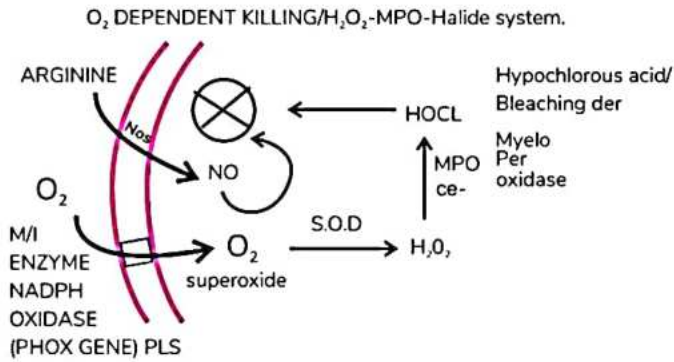 O₂ DEPENDENT KILLING/H₂O₂-MPO-Halide system.
ARGININE
Nos
NO
O₂
M/I
ENZYME
NADPH
OXIDASE
(PHOX GENE) PLS
O₂
superoxide
S.O.D
H₂O₂
MPO
ce-
Myelo
Per
oxidase
HOCL
Hypochlorous acid/
Bleaching der